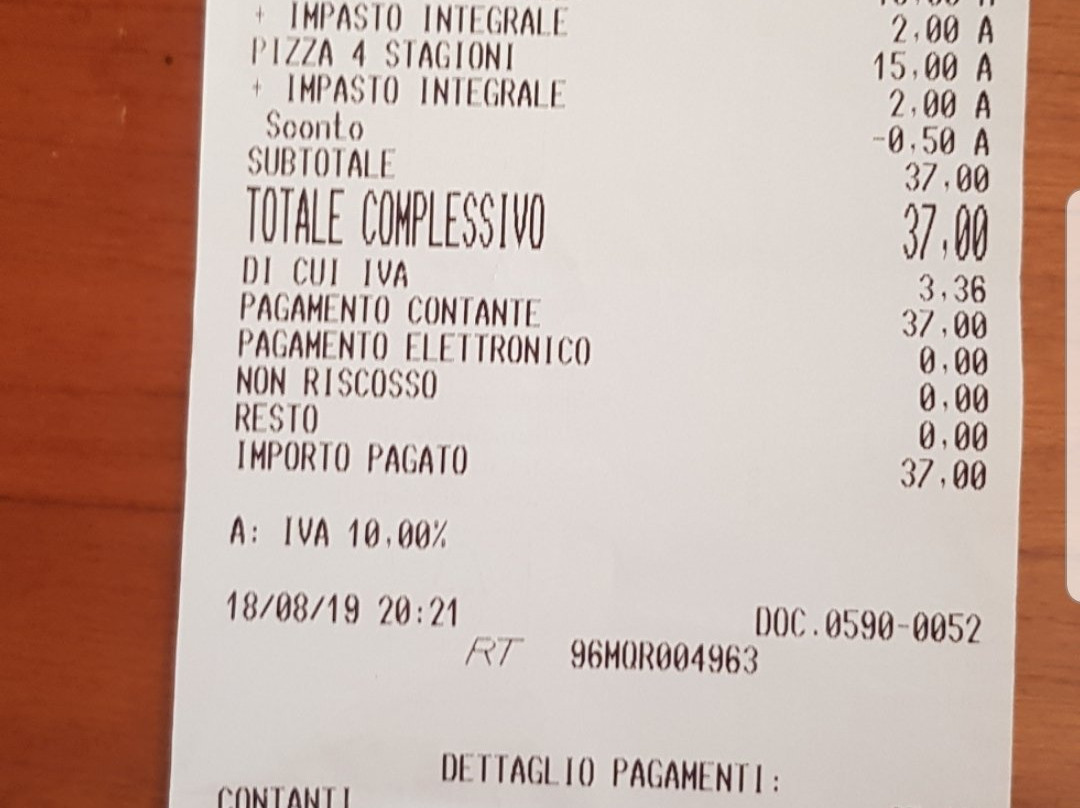 + IMPASTO INTEGRALE 2,00 A
PIZZA 4 STAGIONI 15,00 A
+ IMPASTO INTEGRALE 2,00 A
Sconto -0,50 A
SUBTOTALE 37,00
TOTALE COMPLESSIVO 37,00
DI CUI IVA 3,36
PAGAMENTO CONTANTE 37,00
PAGAMENTO ELETTRONICO 0,00
NON RISCOSSO 0,00
RESTO 0,00
IMPORTO PAGATO 37,00
A: IVA 10,00%
18/08/19 20:21 DOC.0590-0052
RT 96MQR004963
DETTAGLIO PAGAMENTI:
CONTANTI